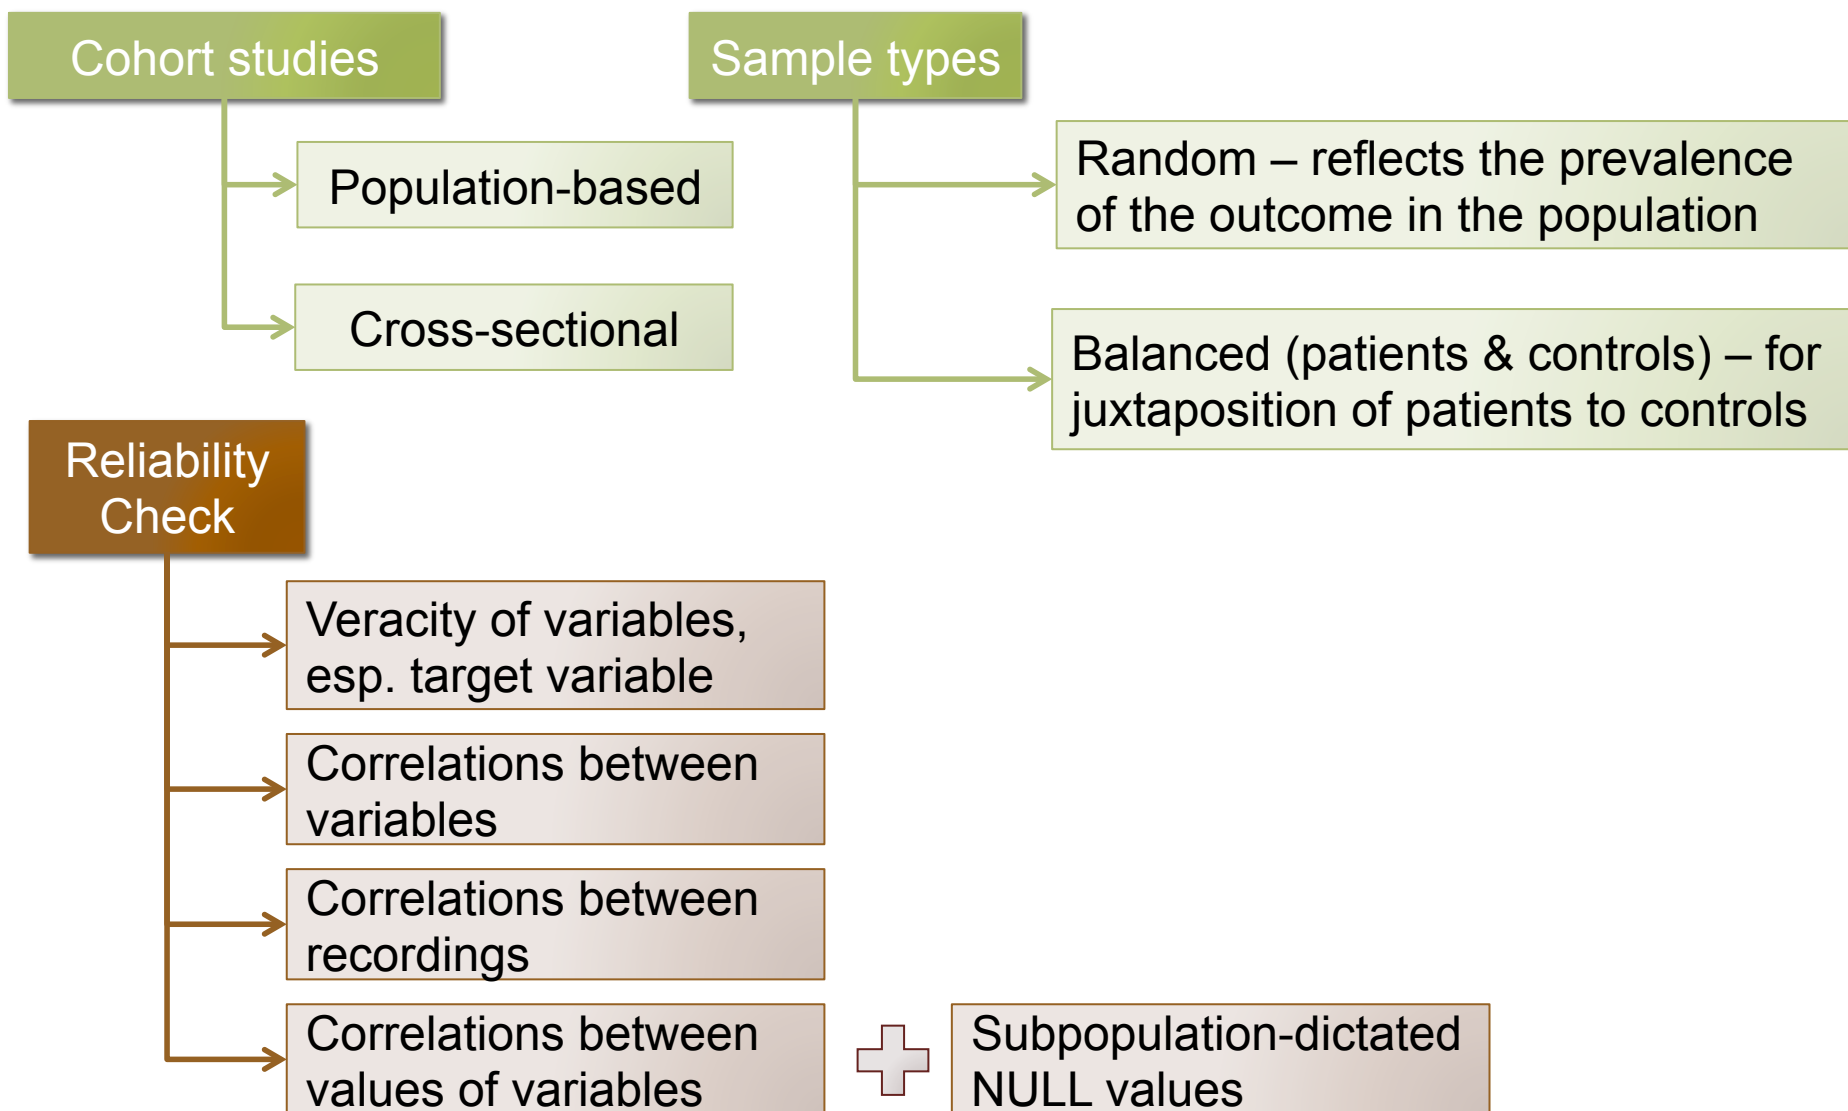 Cohort studies
Population-based
Cross-sectional
Sample types
Random – reflects the prevalence
of the outcome in the population
Balanced (patients & controls) – for
juxtaposition of patients to controls
Reliability
Check
Veracity of variables,
esp. target variable
Correlations between
variables
Correlations between
recordings
Correlations between
values of variables
Subpopulation-dictated
NULL values